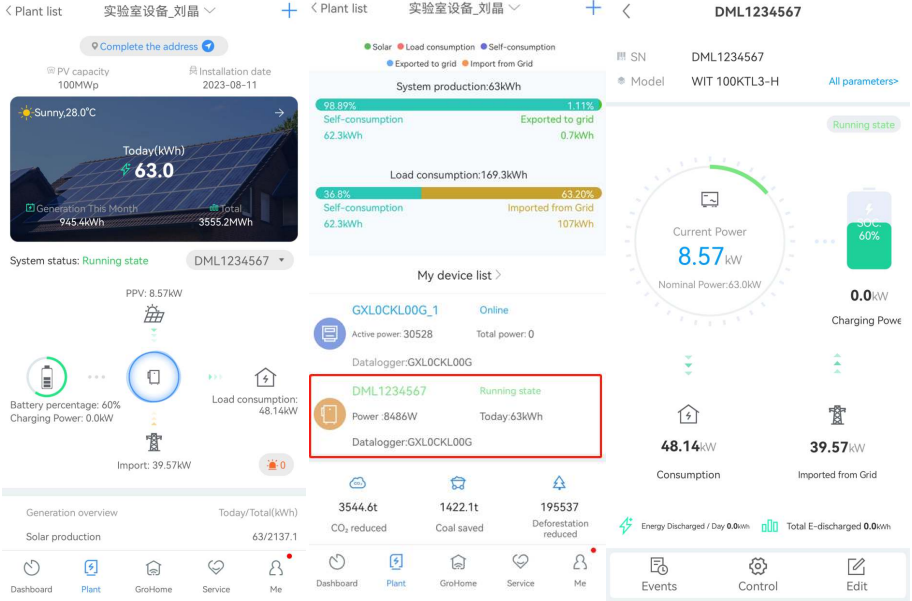 < Plant list
实验室设备_刘晶
Complete the address
PV capacity
100MWp
Installation date
2023-08-11
Sunny,28.0°C
Today(kWh)
63.0
Generation This Month
945.4kWh
Total
3555.2MWh
System status: Running state
DML1234567
PPV: 8.57kW
Battery percentage: 60%
Charging Power: 0.0kW
Load consumption:
48.14kW
Import: 39.57kW
0
Generation overview
Today/Total(kWh)
Solar production
63/2137.1
Dashboard
Plant
GroHome
Service
Me
< Plant list
实验室设备_刘晶
Solar
Load consumption
Self-consumption
Exported to grid
Import from Grid
System production:63kWh
98.89%
1.11%
Self-consumption
Exported to grid
62.3kWh
0.7kWh
Load consumption:169.3kWh
36.8%
63.20%
Self-consumption
Imported from Grid
62.3kWh
107kWh
My device list >
GXL0CKL00G_1
Online
Active power: 30528
Total power: 0
Datalogger:GXL0CKL00G
DML1234567
Running state
Power :8486W
Today:63kWh
Datalogger:GXL0CKL00G
CO₂
3544.6t
1422.1t
195537
CO₂ reduced
Coal saved
Deforestation
reduced
Dashboard
Plant
GroHome
Service
Me
DML1234567
SN
DML1234567
Model
WIT 100KTL3-H
All parameters>
Running state
Current Power
8.57kW
Nominal Power:63.0kW
SOC:
60%
0.0kW
Charging Powe
48.14kW
Consumption
39.57kW
Imported from Grid
Energy Discharged / Day 0.0kWh
Total E-discharged 0.0kWh
Events
Control
Edit